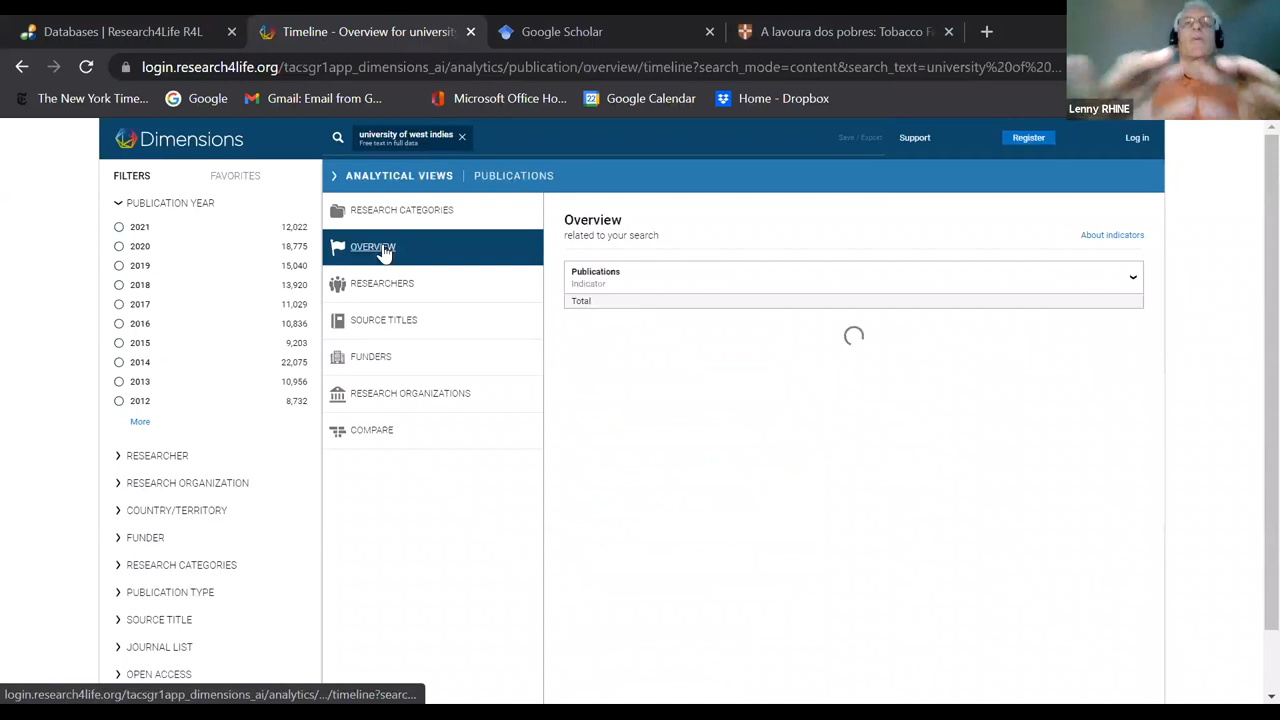 Databases | Research4Life R4L
Timeline - Overview for universit
Google Scholar
A lavoura dos pobres: Tobacco F
login.research4life.org/tacsgr1app_dimensions_ai/analytics/publication/overview/timeline?search_mode=content&search_text=university%20of%20...
The New York Time...
Google
Gmail: Email from G...
Microsoft Office Ho...
22
Google Calendar
Home - Dropbox
Lenny RHINE
Dimensions
university of west indies
Free text in full data
Save / Export
Support
Register
Log in
FILTERS
FAVORITES
ANALYTICAL VIEWS
PUBLICATIONS
PUBLICATION YEAR
2021 12,022
2020 18,775
2019 15,040
2018 13,920
2017 11,029
2016 10,836
2015 9,203
2014 22,075
2013 10,956
2012 8,732
More
RESEARCHER
RESEARCH ORGANIZATION
COUNTRY/TERRITORY
FUNDER
RESEARCH CATEGORIES
PUBLICATION TYPE
SOURCE TITLE
JOURNAL LIST
OPEN ACCESS
RESEARCH CATEGORIES
OVERVIEW
RESEARCHERS
SOURCE TITLES
FUNDERS
RESEARCH ORGANIZATIONS
COMPARE
Overview
related to your search
About indicators
Publications
Indicator
Total
login.research4life.org/tacsgr1app_dimensions_ai/analytics/.../timeline?searc...